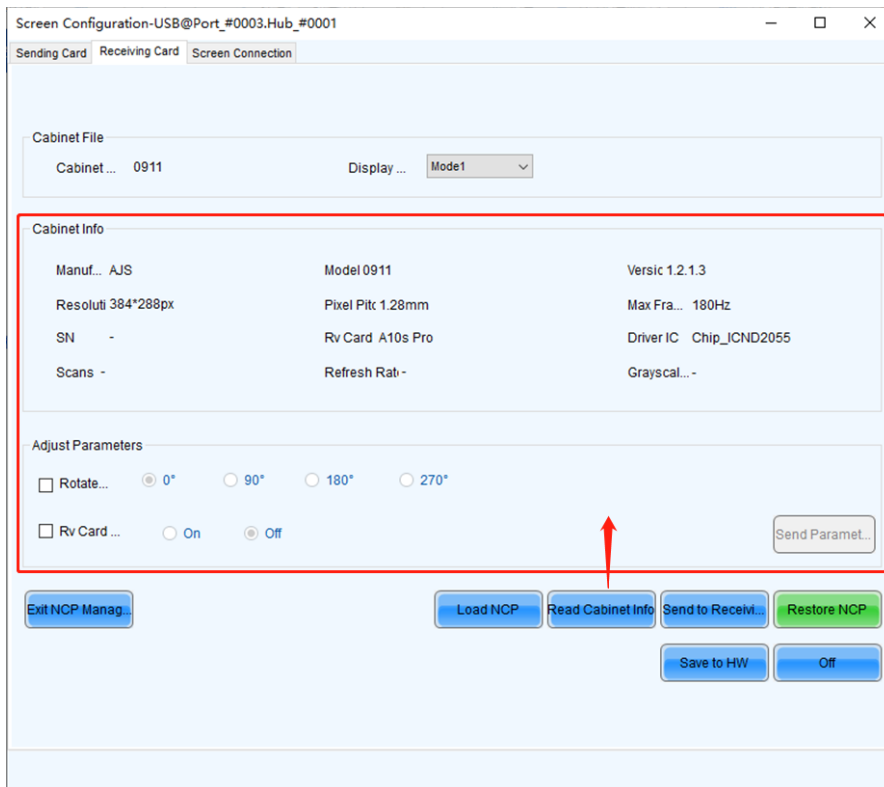 Screen Configuration-USB@Port_#0003.Hub_#0001
Sending Card Receiving Card Screen Connection
Cabinet File
Cabinet ... 0911 Display ... Mode1
Cabinet Info
Manuf... AJS Model 0911 Versic 1.2.1.3
Resoluti 384*288px Pixel Pitc 1.28mm Max Fra... 180Hz
SN - Rv Card A10s Pro Driver IC Chip_ICND2055
Scans - Refresh Rat - Grayscal... -
Adjust Parameters
Rotate... 0° 90° 180° 270°
Rv Card ... On Off Send Paramet...
Exit NCP Manag... Load NCP Read Cabinet Info Send to Receivi... Restore NCP
Save to HW Off